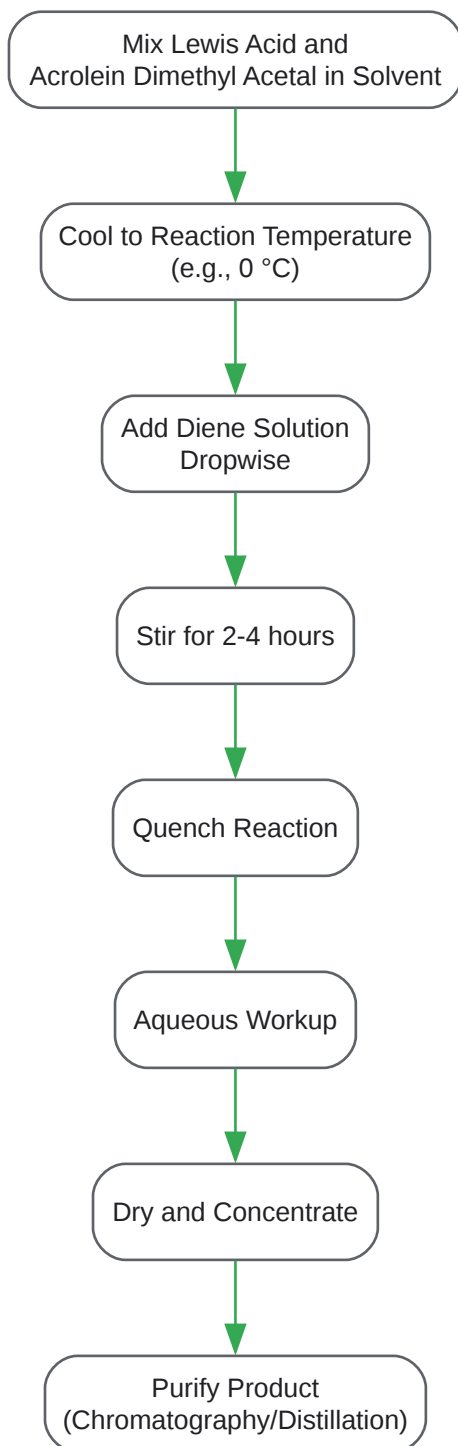 Mix Lewis Acid and
Acrolein Dimethyl Acetal in Solvent
Cool to Reaction Temperature
(e.g., 0 °C)
Add Diene Solution
Dropwise
Stir for 2-4 hours
Quench Reaction
Aqueous Workup
Dry and Concentrate
Purify Product
(Chromatography/Distillation)